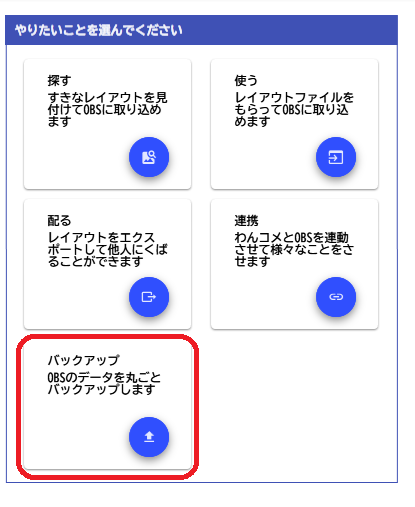 やりたいことを選んでください
探す
すきなレイアウトを見
付けてOBSに取り込め
ます
使う
レイアウトファイルを
もらってOBSに取り込
めます
配る
レイアウトをエクス
ポートして他人にくば
ることができます
連携
わんコメとOBSを連動
させて様々なことをさ
せます
バックアップ
OBSのデータを丸ごと
バックアップします